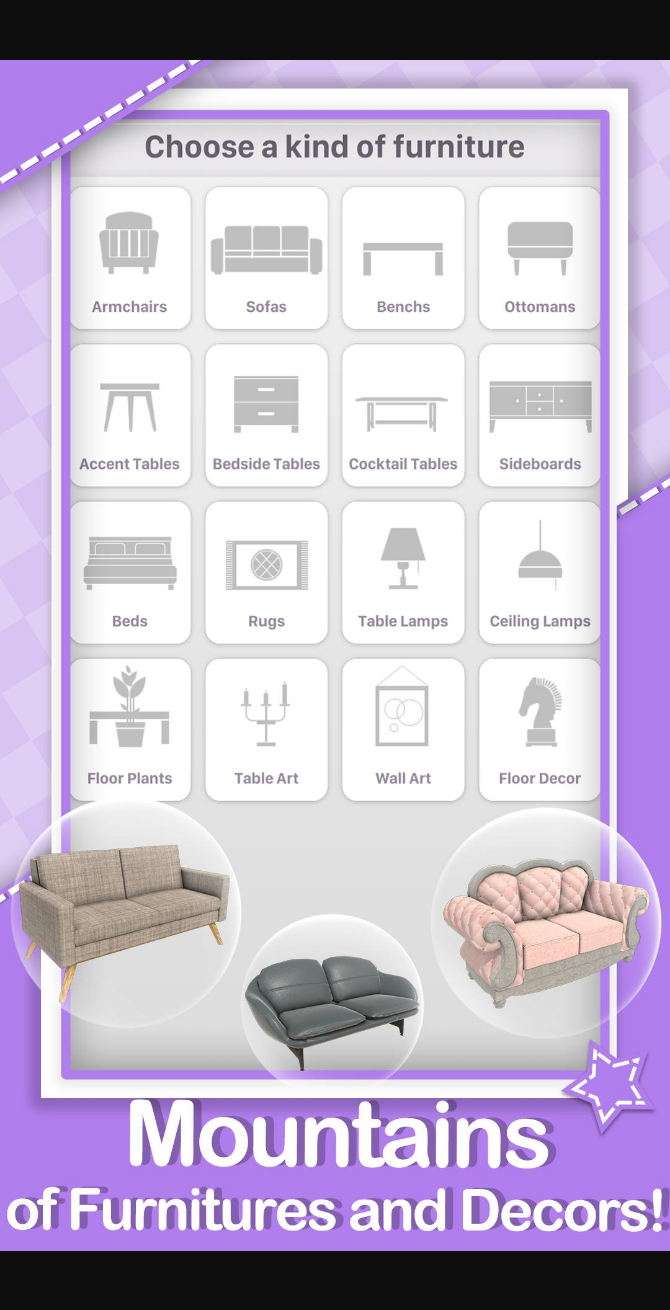 Choose a kind of furniture
Armchairs
Sofas
Benchs
Ottomans
Accent Tables
Bedside Tables
Cocktail Tables
Sideboards
Beds
Rugs
Table Lamps
Ceiling Lamps
Floor Plants
Table Art
Wall Art
Floor Decor
Mountains
of Furnitures and Decors!